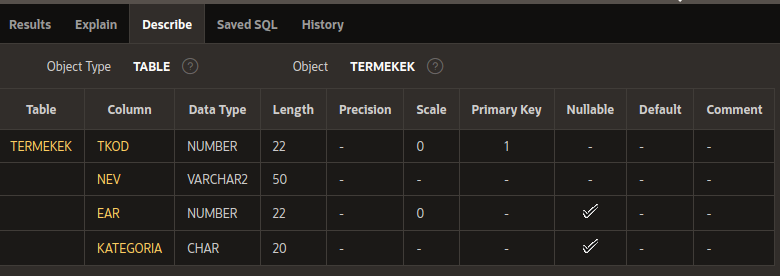 Results Explain Describe Saved SQL History
Object Type TABLE ? Object TERMEKEK ?
Table Column Data Type Length Precision Scale Primary Key Nullable Default Comment
TERMEKEK TKOD NUMBER 22 - 0 1 - - -
NEV VARCHAR2 50 - - - - - -
EAR NUMBER 22 - 0 - ✓ - -
KATEGORIA CHAR 20 - - - ✓ - -